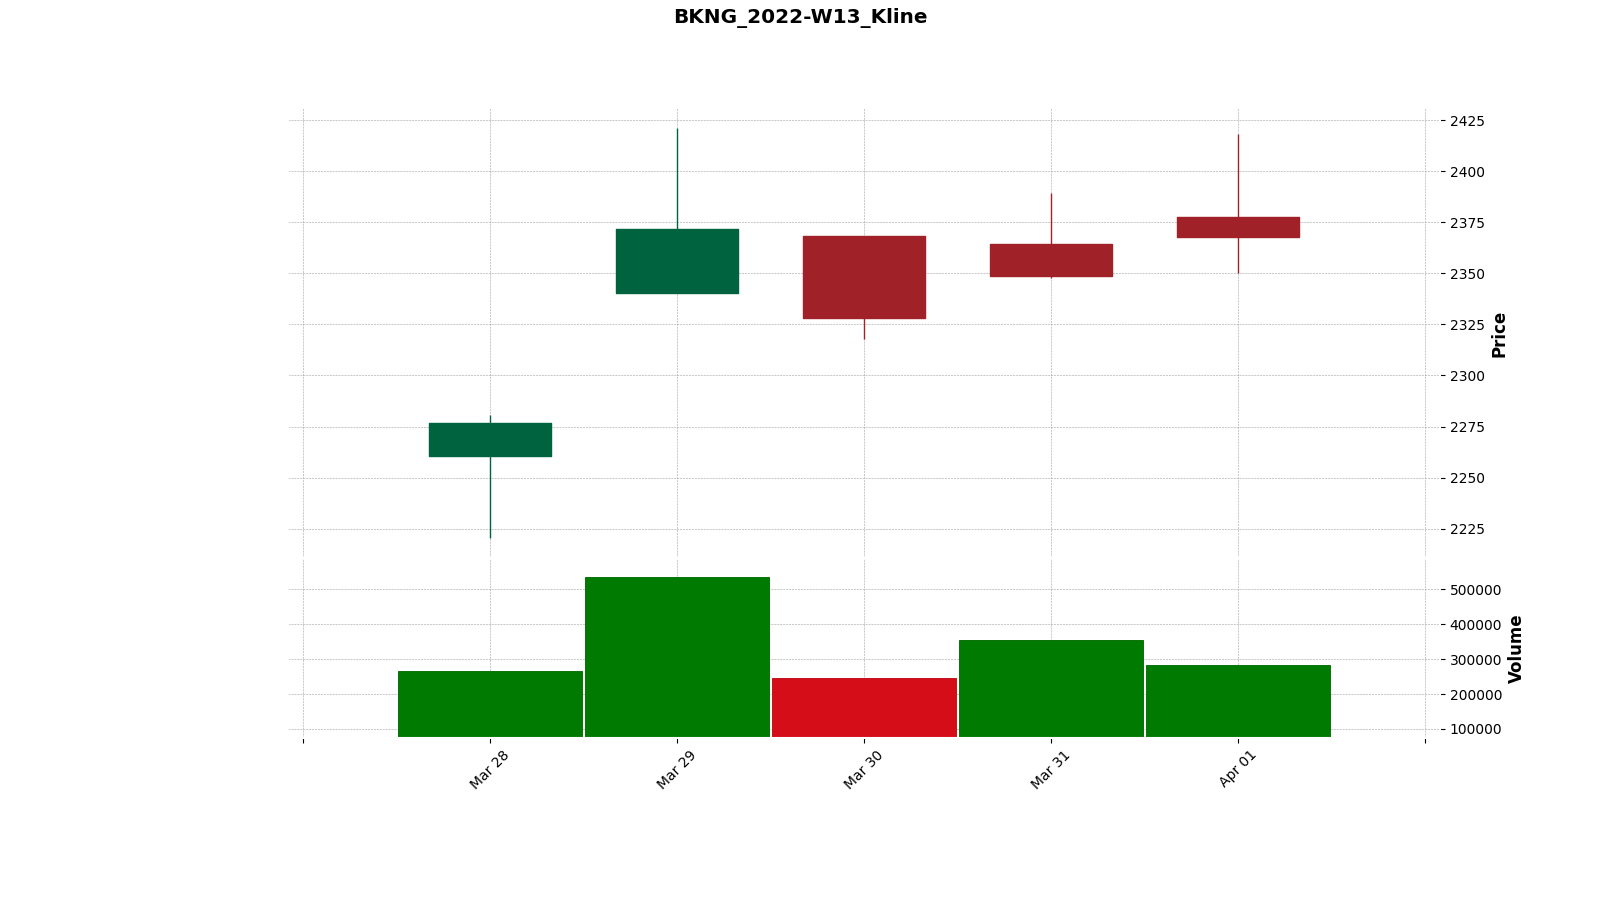 BKNG_2022-W13_Kline
2425
2400
2375
2350
2325
2300
2275
2250
2225
Price
500000
400000
300000
200000
100000
Volume
Mar 28
Mar 29
Mar 30
Mar 31
Apr 01